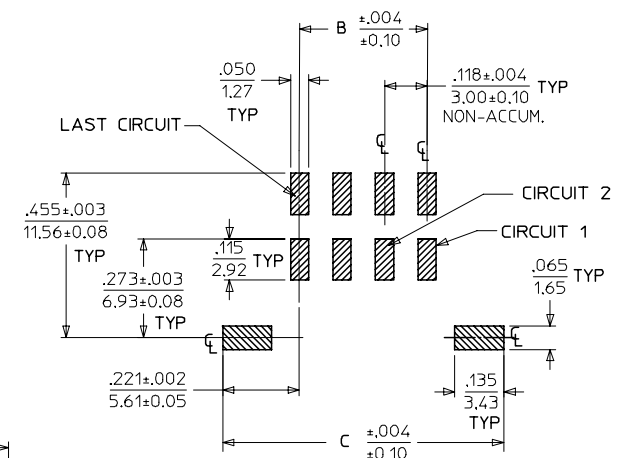 B ±.004
±0.10
.050
1.27
TYP
.118±.004 TYP
3.00±0.10
NON-ACCUM.
LAST CIRCUIT
℄
℄
CIRCUIT 2
CIRCUIT 1
.455±.003
11.56±0.08
TYP
.115 TYP
2.92
.273±.003
6.93±0.08
TYP
.065 TYP
1.65
℄
℄
.221±.002
5.61±0.05
.135
3.43
TYP
C ±.004
±0.10